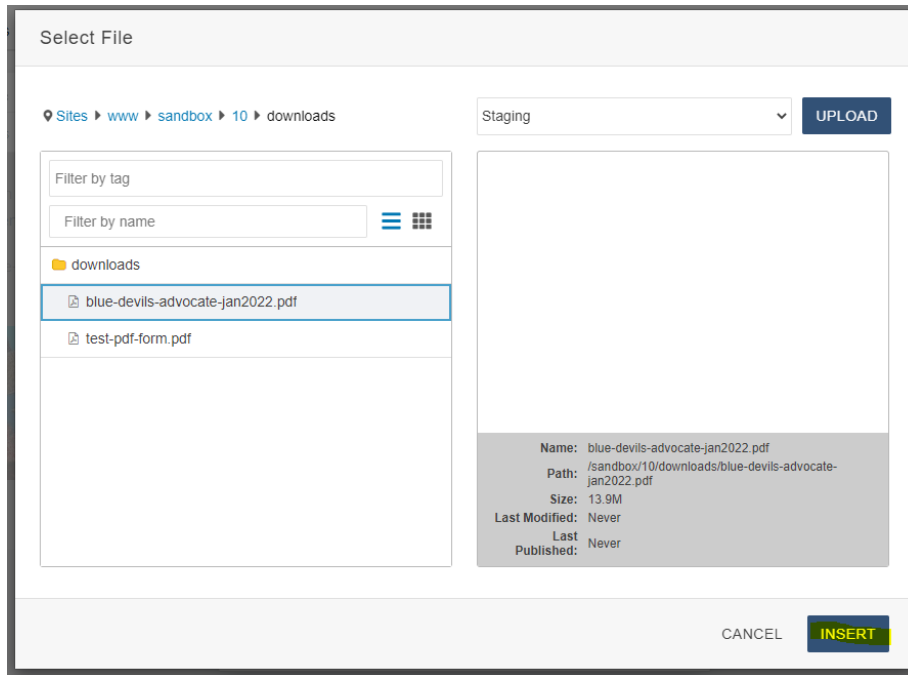 Select File
Sites www sandbox 10 downloads
Staging
UPLOAD
Filter by tag
Filter by name
downloads
blue-devils-advocate-jan2022.pdf
test-pdf-form.pdf
Name: blue-devils-advocate-jan2022.pdf
Path: /sandbox/10/downloads/blue-devils-advocate-
jan2022.pdf
Size: 13.9M
Last Modified: Never
Last
Published: Never
CANCEL
INSERT